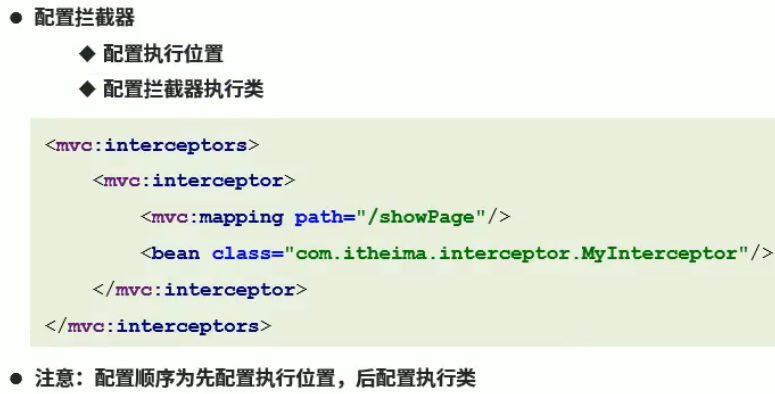 ● 配置拦截器
◆ 配置执行位置
◆ 配置拦截器执行类
<mvc:interceptors>
<mvc:interceptor>
<mvc:mapping path="/showPage"/>
<bean class="com.itheima.interceptor.MyInterceptor"/>
</mvc:interceptor>
</mvc:interceptors>
● 注意：配置顺序为先配置执行位置，后配置执行类